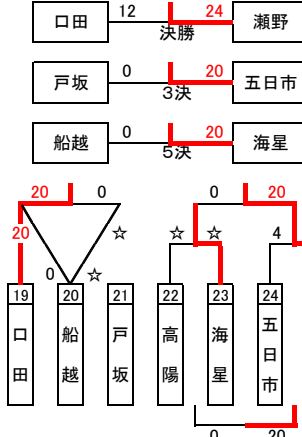 口田 12 24 瀬野
決勝
戸坂 0 20 五日市
3決
船越 0 20 海星
5決
20 0 0 20
20 ☆ ☆ ☆ 4
0 ☆
19 20 21 22 23 24
口田 船越 戸坂 高陽 海星 五日市
0 20